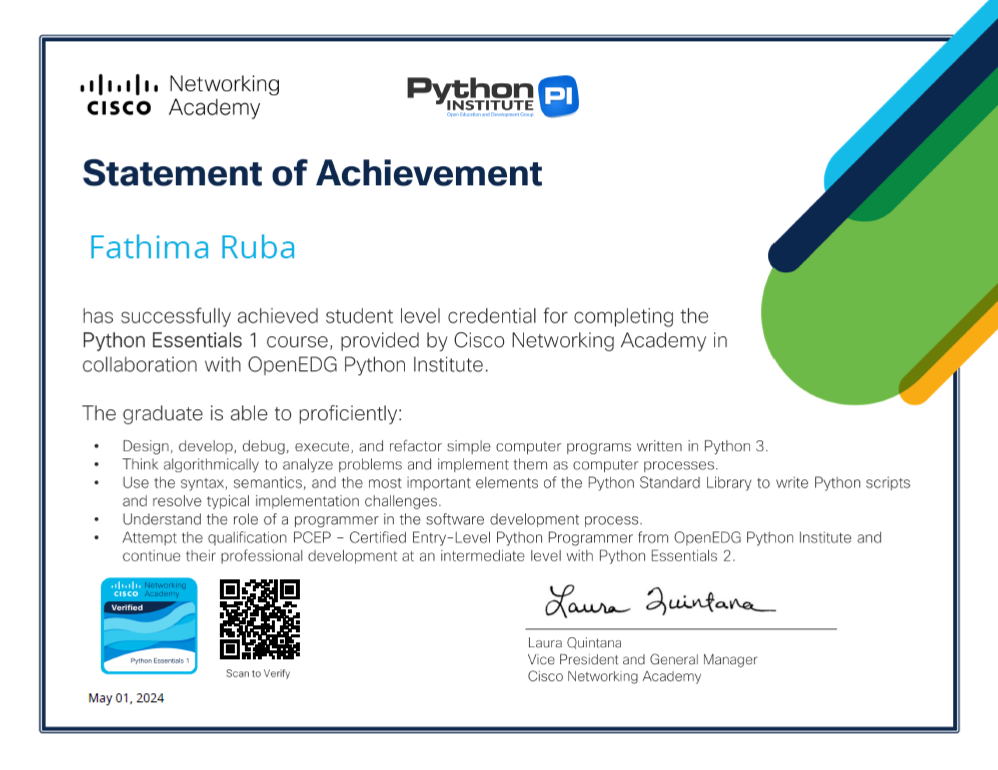 Networking
CISCO Academy
Python
INSTITUTE PI
Open Education and Development Group
Statement of Achievement
Fathima Ruba
has successfully achieved student level credential for completing the
Python Essentials 1 course, provided by Cisco Networking Academy in
collaboration with OpenEDG Python Institute.
The graduate is able to proficiently:
• Design, develop, debug, execute, and refactor simple computer programs written in Python 3.
• Think algorithmically to analyze problems and implement them as computer processes.
• Use the syntax, semantics, and the most important elements of the Python Standard Library to write Python scripts
and resolve typical implementation challenges.
• Understand the role of a programmer in the software development process.
• Attempt the qualification PCEP – Certified Entry-Level Python Programmer from OpenEDG Python Institute and
continue their professional development at an intermediate level with Python Essentials 2.
Networking
CISCO Academy
Verified
Python Essentials 1
Scan to Verify
May 01, 2024
Laura Quintana
Laura Quintana
Vice President and General Manager
Cisco Networking Academy